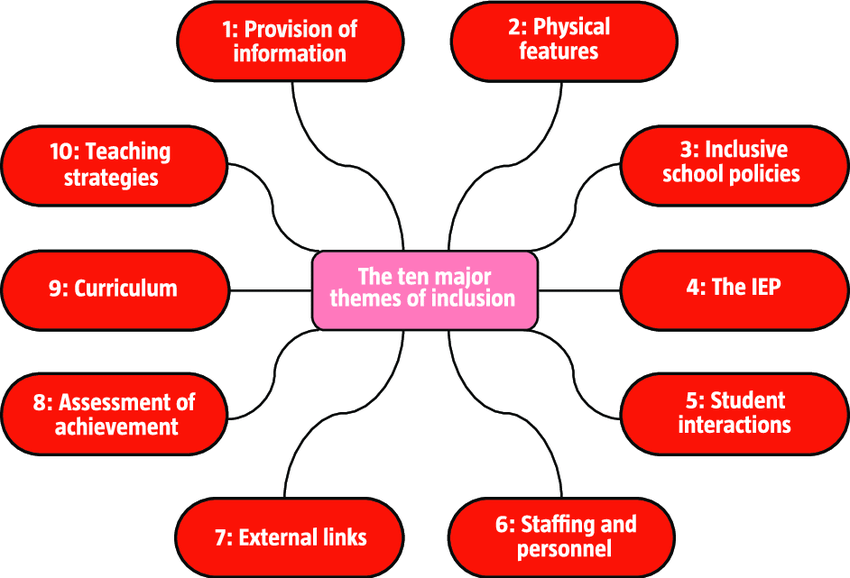 1: Provision of
information
2: Physical
features
3: Inclusive
school policies
4: The IEP
5: Student
interactions
6: Staffing and
personnel
7: External links
8: Assessment of
achievement
9: Curriculum
10: Teaching
strategies
The ten major
themes of inclusion